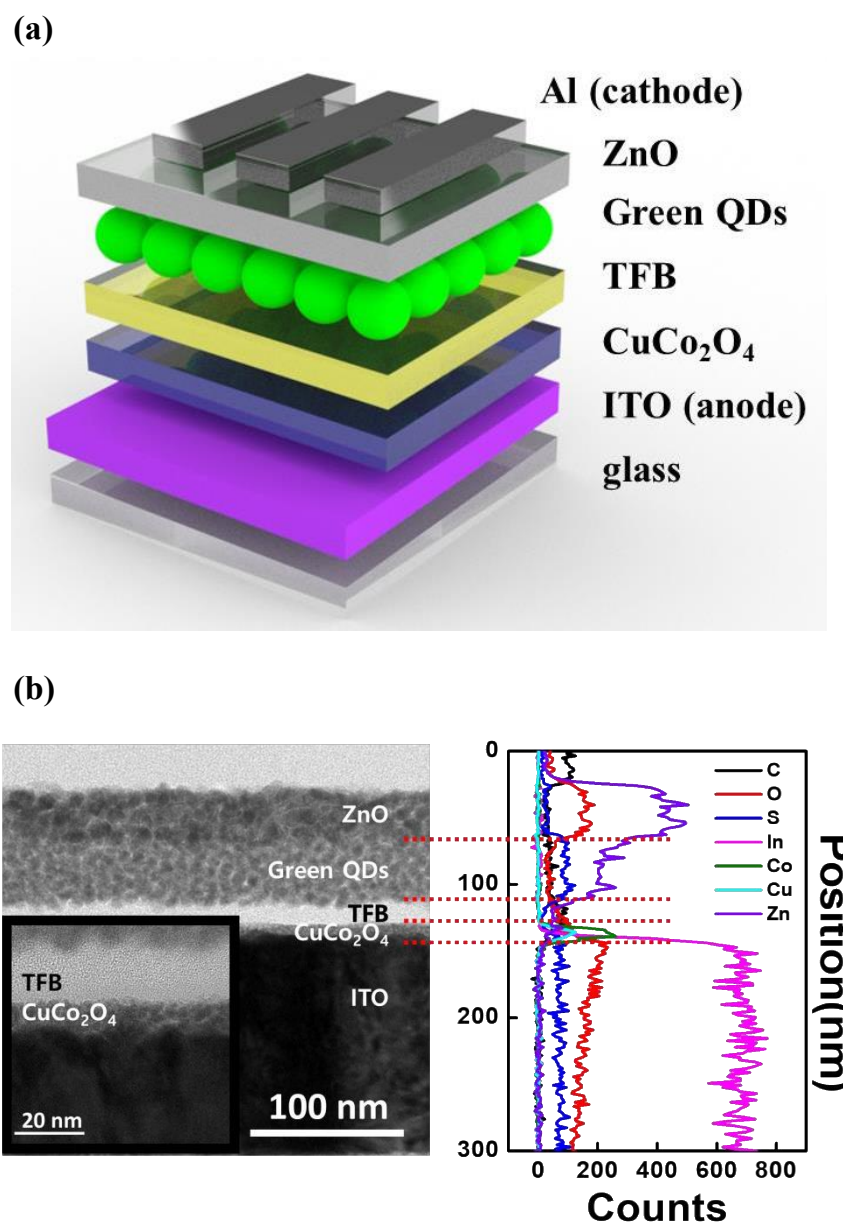 (a)
Al (cathode)
ZnO
Green QDs
TFB
CuCo₂O₄
ITO (anode)
glass
(b)
ZnO
Green QDs
TFB
CuCo₂O₄
ITO
100 nm
TFB
CuCo₂O₄
20 nm
0
100
200
300
0 200 400 600 800
Counts
Position(nm)
C
O
S
In
Co
Cu
Zn